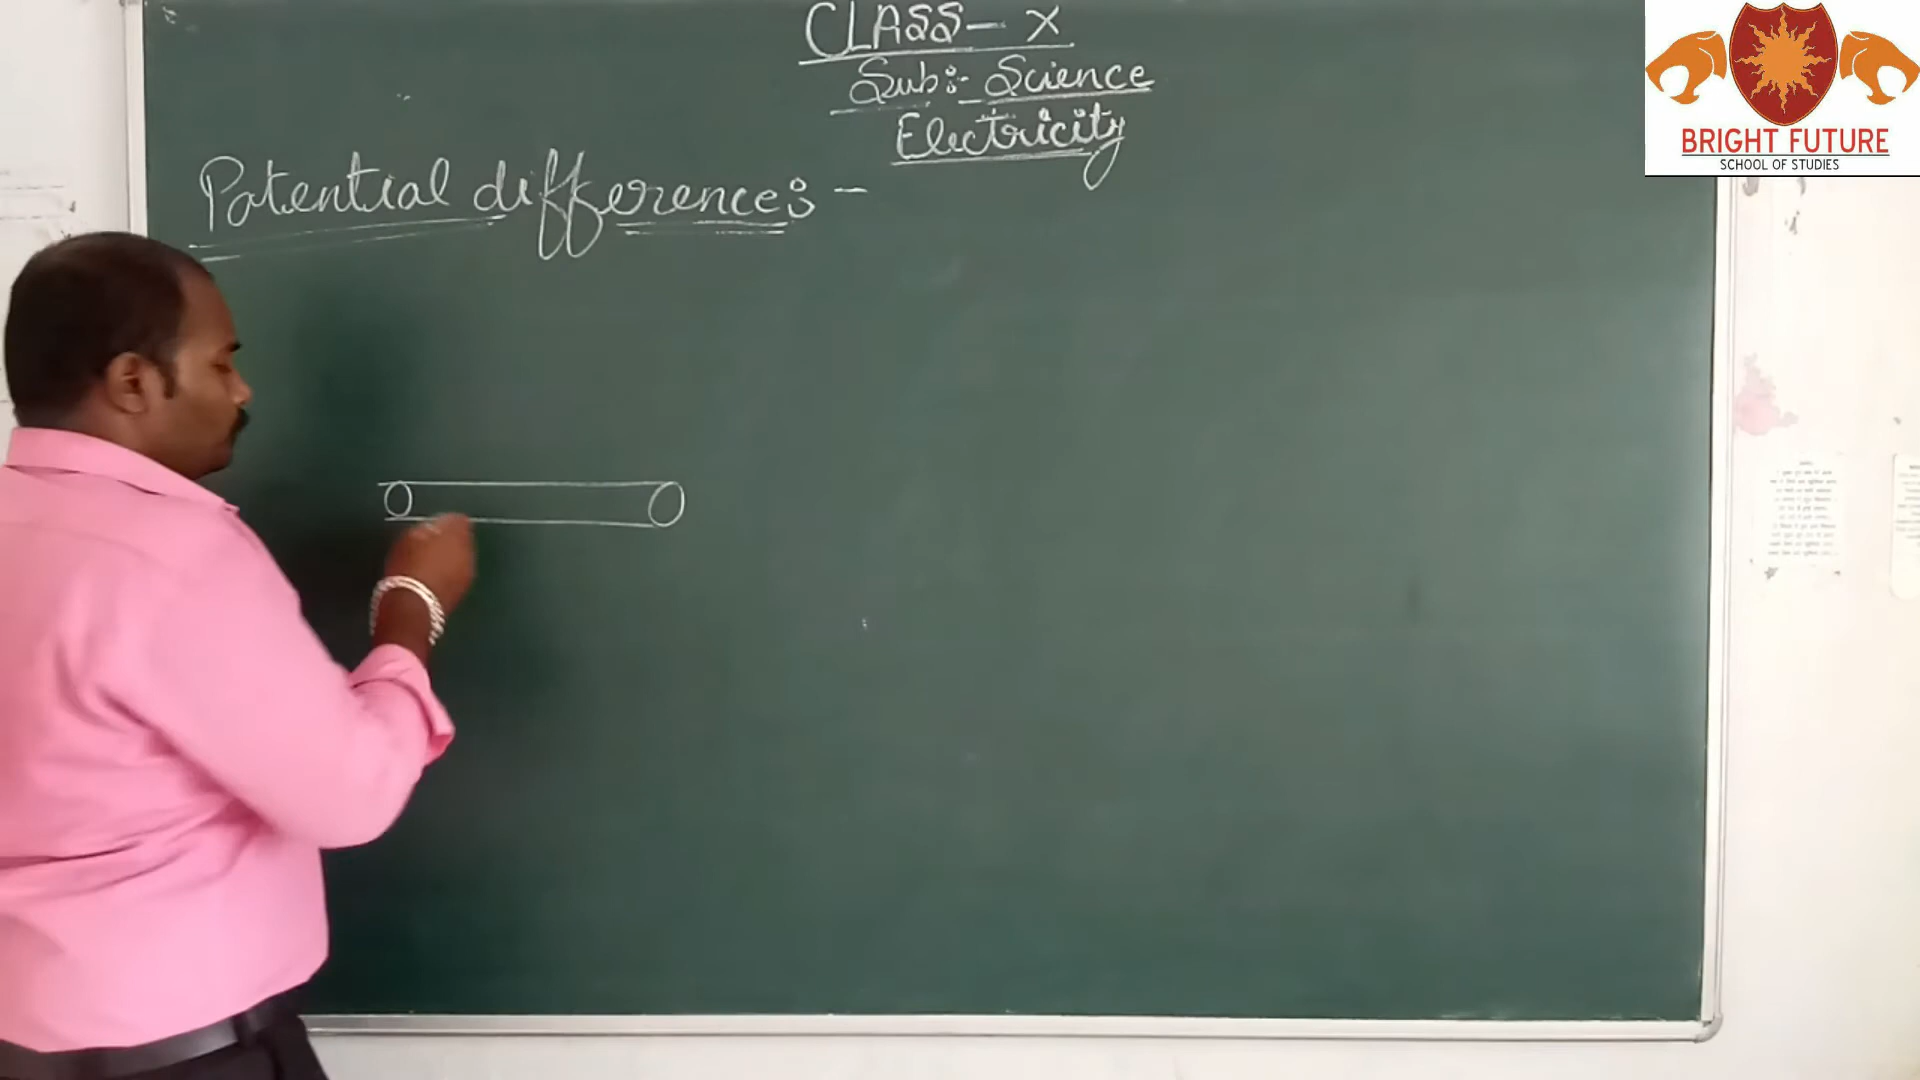 CLASS - X
Sub:- Science
Electricity
Potential difference:-
BRIGHT FUTURE
SCHOOL OF STUDIES